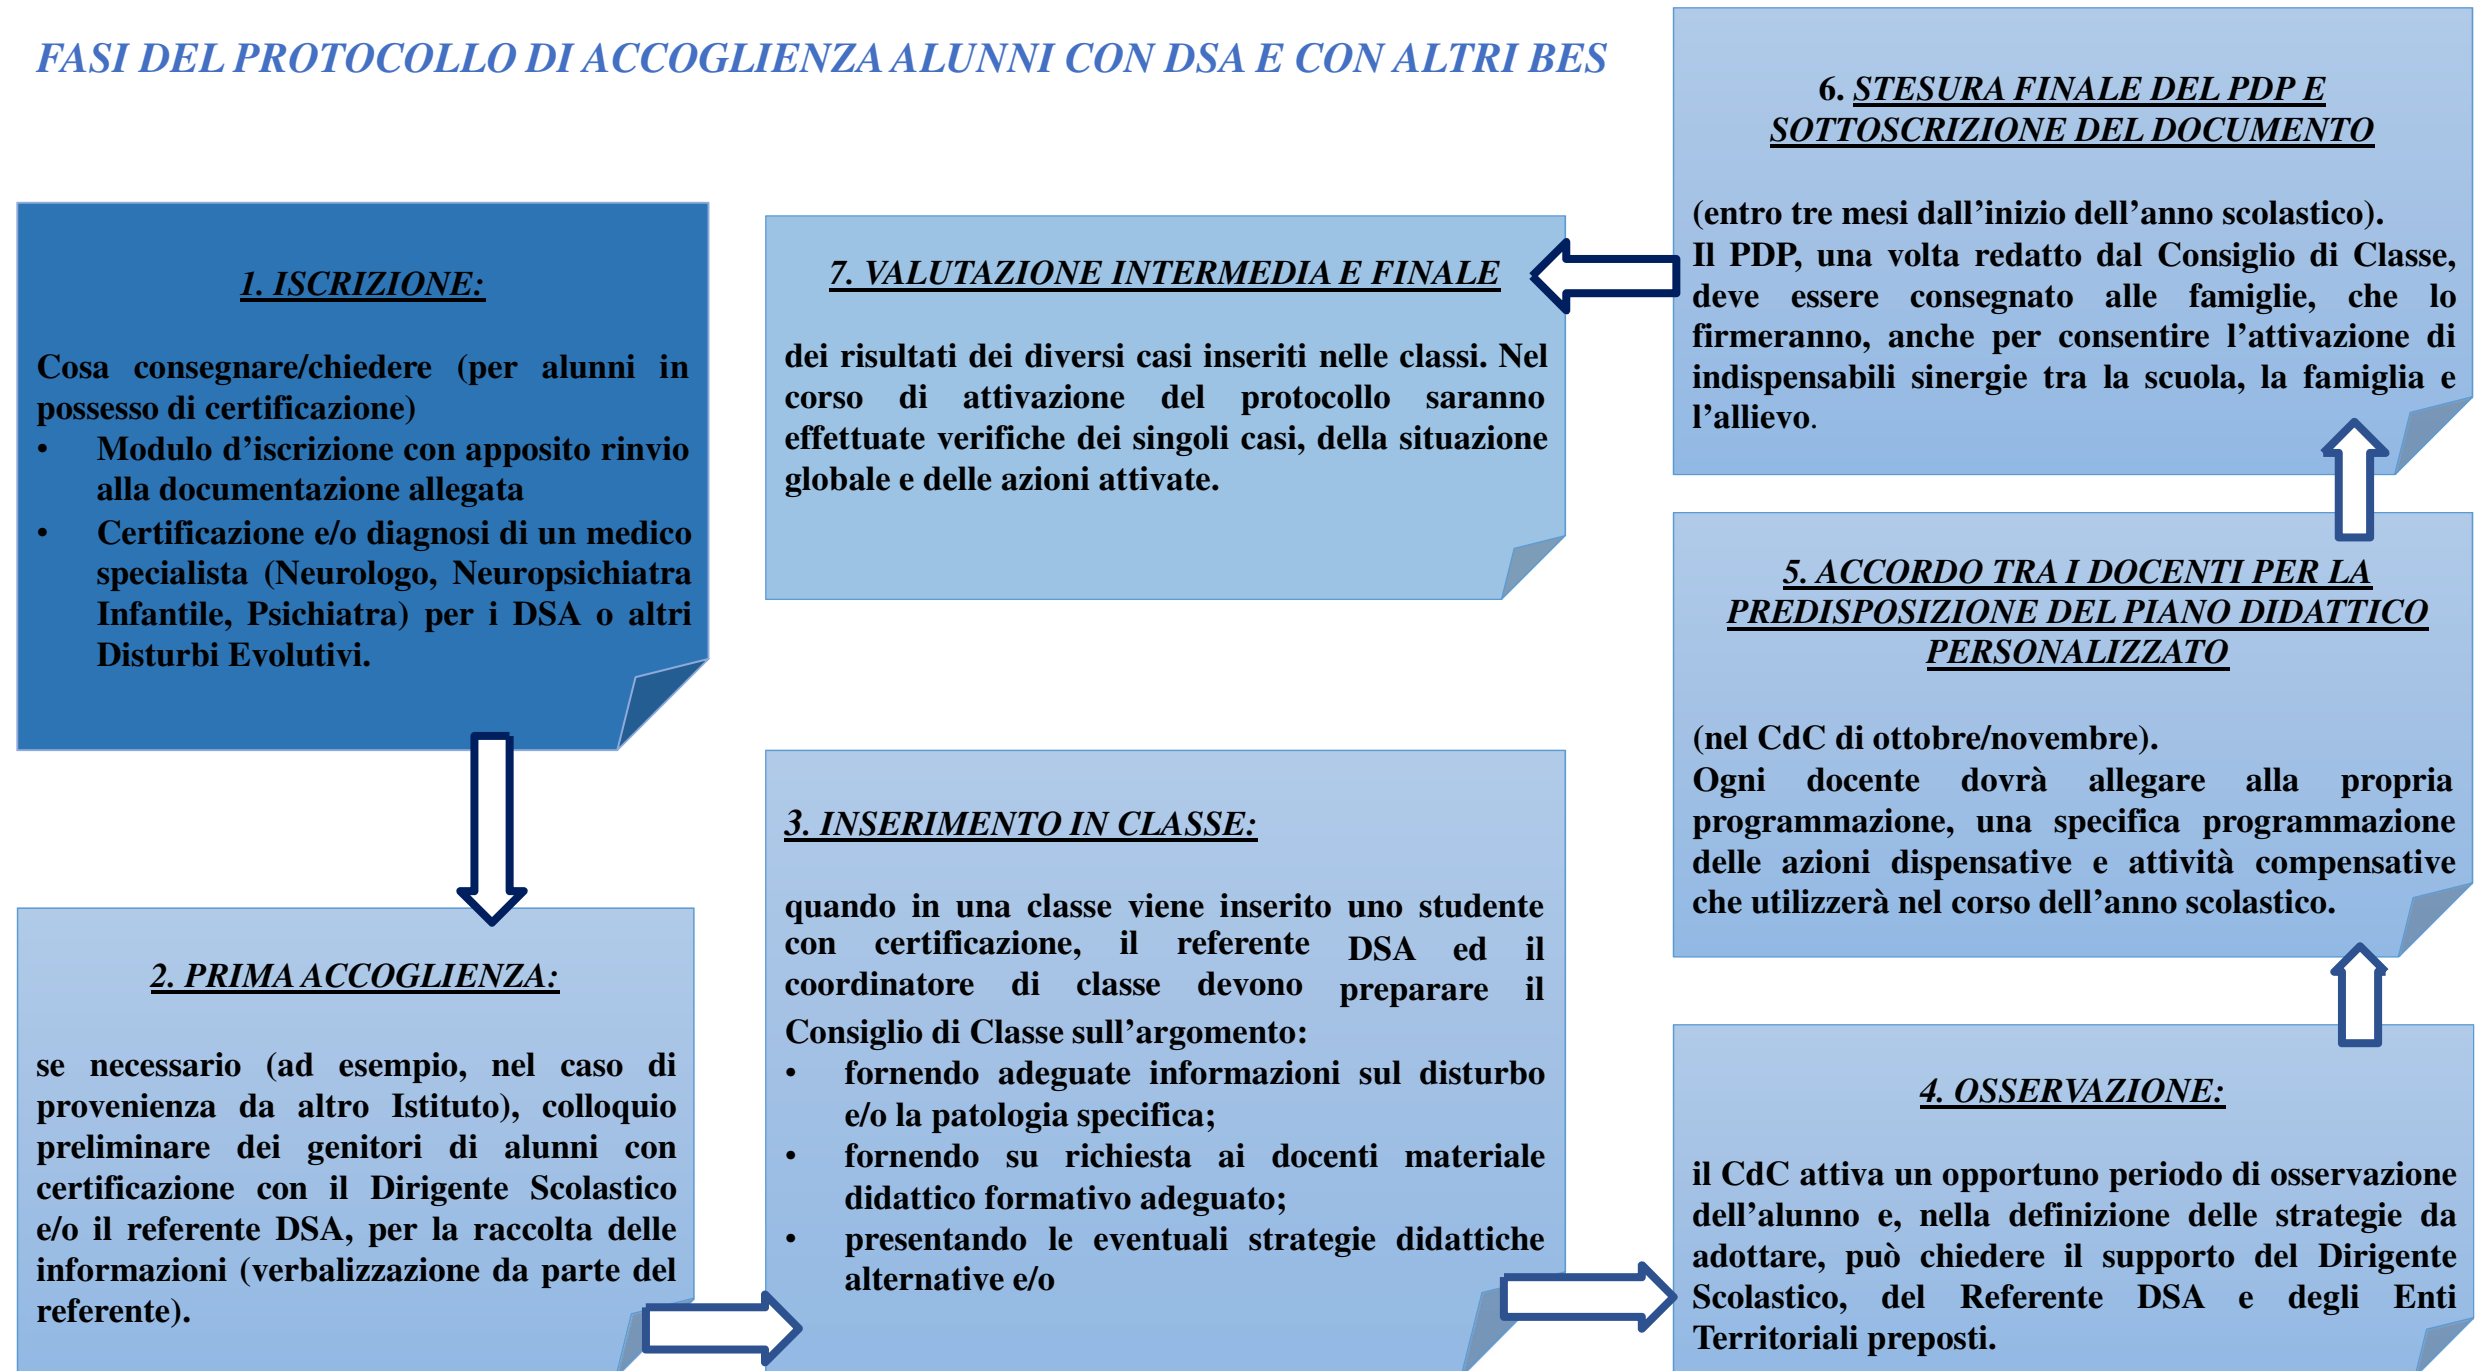 FASI DEL PROTOCOLLO DI ACCOGLIENZA ALUNNI CON DSA E CON ALTRI BES
1. ISCRIZIONE:
Cosa consegnare/chiedere (per alunni in
possesso di certificazione)
• Modulo d’iscrizione con apposito rinvio
alla documentazione allegata
• Certificazione e/o diagnosi di un medico
specialista (Neurologo, Neuropsichiatra
Infantile, Psichiatra) per i DSA o altri
Disturbi Evolutivi.
2. PRIMA ACCOGLIENZA:
se necessario (ad esempio, nel caso di
provenienza da altro Istituto), colloquio
preliminare dei genitori di alunni con
certificazione con il Dirigente Scolastico
e/o il referente DSA, per la raccolta delle
informazioni (verbalizzazione da parte del
referente).
3. INSERIMENTO IN CLASSE:
quando in una classe viene inserito uno studente
con certificazione, il referente DSA ed il
coordinatore di classe devono preparare il
Consiglio di Classe sull’argomento:
• fornendo adeguate informazioni sul disturbo
e/o la patologia specifica;
• fornendo su richiesta ai docenti materiale
didattico formativo adeguato;
• presentando le eventuali strategie didattiche
alternative e/o
4. OSSERVAZIONE:
il CdC attiva un opportuno periodo di osservazione
dell’alunno e, nella definizione delle strategie da
adottare, può chiedere il supporto del Dirigente
Scolastico, del Referente DSA e degli Enti
Territoriali preposti.
5. ACCORDO TRA I DOCENTI PER LA
PREDISPOSIZIONE DEL PIANO DIDATTICO
PERSONALIZZATO
(nel CdC di ottobre/novembre).
Ogni docente dovrà allegare alla propria
programmazione, una specifica programmazione
delle azioni dispensative e attività compensative
che utilizzerà nel corso dell’anno scolastico.
6. STESURA FINALE DEL PDP E
SOTTOSCRIZIONE DEL DOCUMENTO
(entro tre mesi dall’inizio dell’anno scolastico).
Il PDP, una volta redatto dal Consiglio di Classe,
deve essere consegnato alle famiglie, che lo
firmeranno, anche per consentire l’attivazione di
indispensabili sinergie tra la scuola, la famiglia e
l’allievo.
7. VALUTAZIONE INTERMEDIA E FINALE
dei risultati dei diversi casi inseriti nelle classi. Nel
corso di attivazione del protocollo saranno
effettuate verifiche dei singoli casi, della situazione
globale e delle azioni attivate.